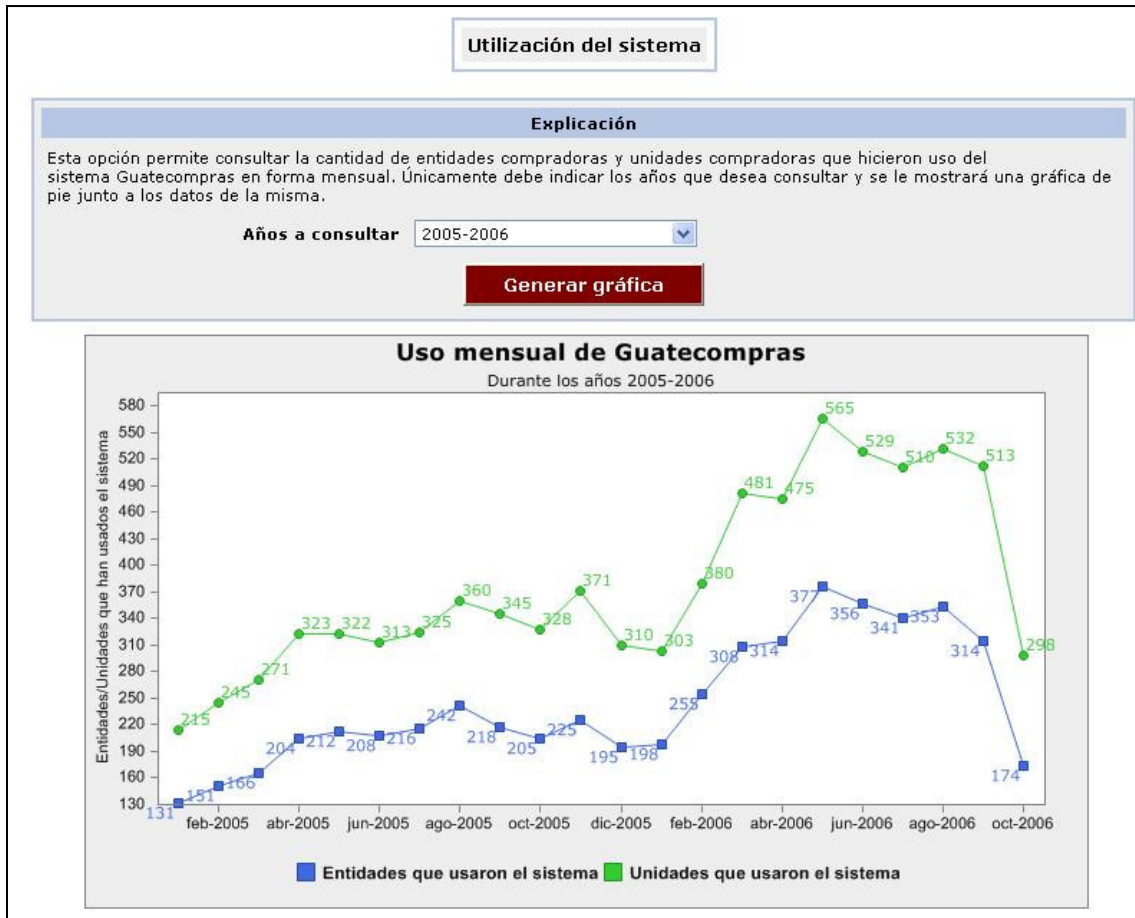 Utilización del sistema
Explicación
Esta opción permite consultar la cantidad de entidades compradoras y unidades compradoras que hicieron uso del
sistema Guatecompras en forma mensual. Únicamente debe indicar los años que desea consultar y se le mostrará una gráfica de
pie junto a los datos de la misma.
Años a consultar 2005-2006
Generar gráfica
Uso mensual de Guatecompras
Durante los años 2005-2006
Entidades/Unidades que han usados el sistema
580
550
520
490
460
430
400
370
340
310
280
250
220
190
160
130
215 245 271 323 322 313 325 360 345 328 371 310 303 380 481 475 565 529 510 532 513 298
131 151 166 204 212 208 216 242 218 205 225 195 198 255 308 314 377 356 341 353 314 174
feb-2005 abr-2005 jun-2005 ago-2005 oct-2005 dic-2005 feb-2006 abr-2006 jun-2006 ago-2006 oct-2006
Entidades que usaron el sistema Unidades que usaron el sistema